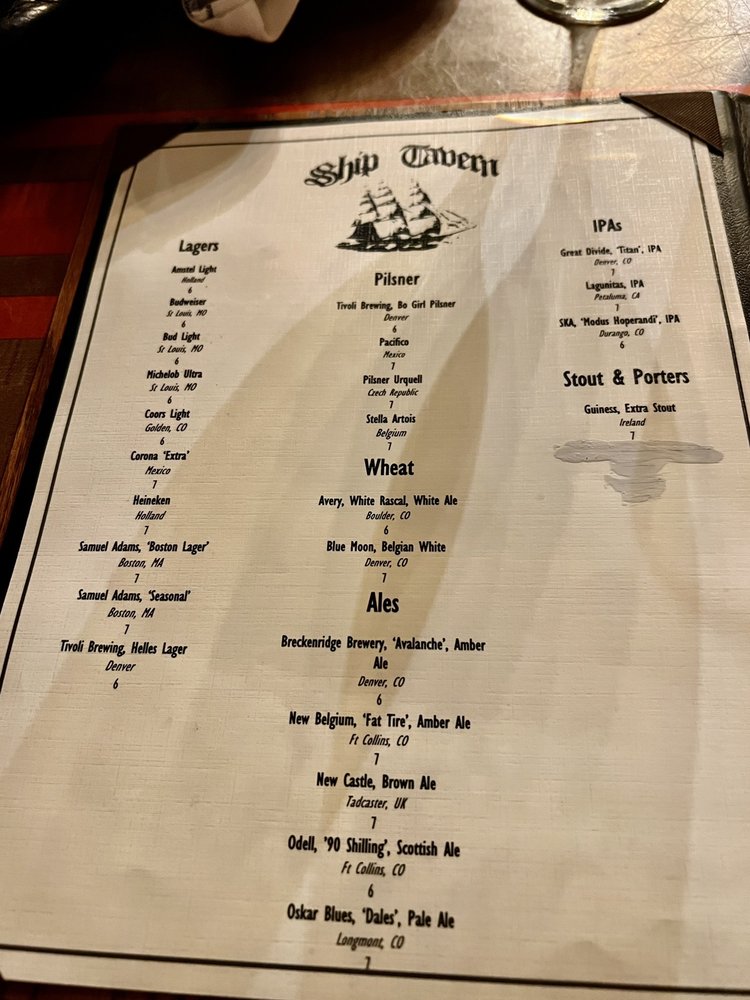 Ship Tavern
Lagers
Amstel Light
Holland
6
Budweiser
St Louis, MO
6
Bud Light
St Louis, MO
6
Michelob Ultra
St Louis, MO
6
Coors Light
Golden, CO
6
Corona 'Extra'
Mexico
7
Heineken
Holland
7
Samuel Adams, 'Boston Lager'
Boston, MA
7
Samuel Adams, 'Seasonal'
Boston, MA
7
Tivoli Brewing, Helles Lager
Denver
6
Pilsner
Tivoli Brewing, Bo Girl Pilsner
Denver
6
Pacifico
Mexico
7
Pilsner Urquell
Czech Republic
7
Stella Artois
Belgium
7
Wheat
Avery, White Rascal, White Ale
Boulder, CO
6
Blue Moon, Belgian White
Denver, CO
7
Ales
Breckenridge Brewery, 'Avalanche', Amber
Ale
Denver, CO
6
New Belgium, 'Fat Tire', Amber Ale
Ft Collins, CO
7
New Castle, Brown Ale
Tadcaster, UK
7
Odell, '90 Shilling', Scottish Ale
Ft Collins, CO
6
Oskar Blues, 'Dales', Pale Ale
Longmont, CO
7
IPAs
Great Divide, 'Titan', IPA
Denver, CO
7
Lagunitas, IPA
Petaluma, CA
7
SKA, 'Modus Hoperandi', IPA
Durango, CO
6
Stout & Porters
Guiness, Extra Stout
Ireland
7